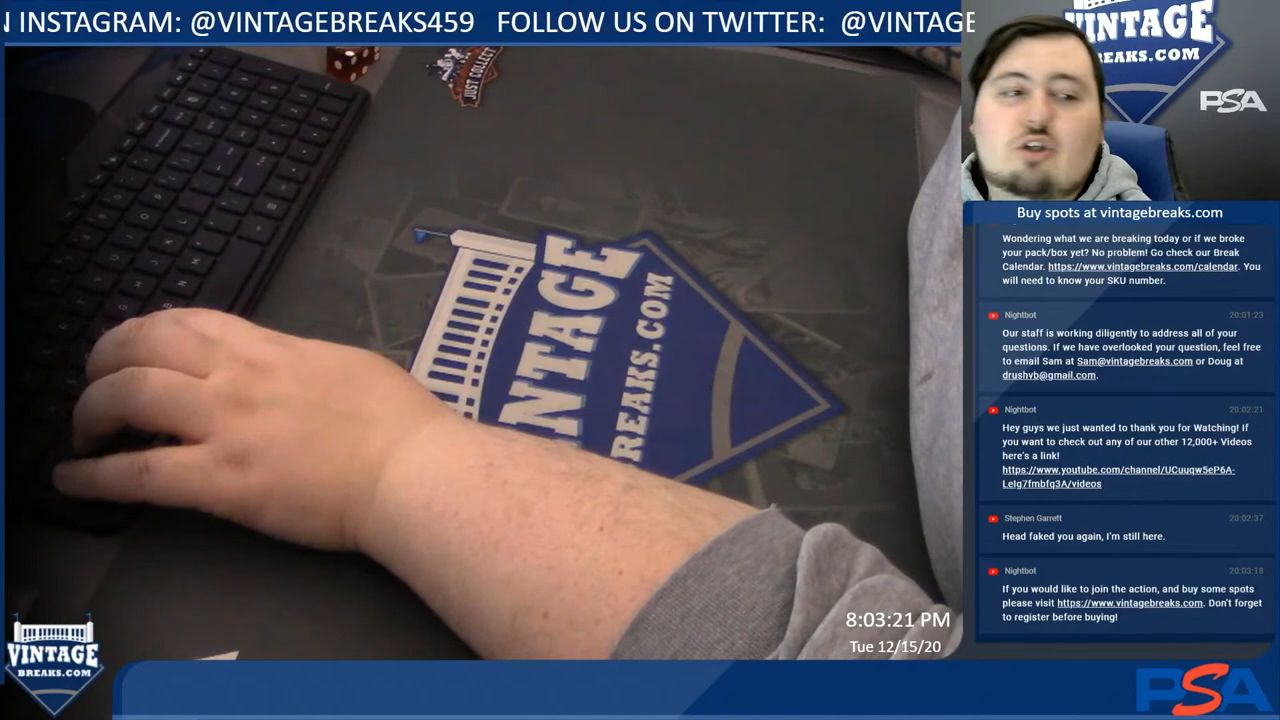 N INSTAGRAM: @VINTAGEBREAKS459 FOLLOW US ON TWITTER: @VINTAGE
VINTAGE
EAKS.COM
PSA
JUST COLLECT
NTAGE
REAKS.COM
Buy spots at vintagebreaks.com
Wondering what we are breaking today or if we broke
your pack/box yet? No problem! Go check our Break
Calendar. https://www.vintagebreaks.com/calendar. You
will need to know your SKU number.
Nightbot 20:01:23
Our staff is working diligently to address all of your
questions. If we have overlooked your question, feel free
to email Sam at Sam@vintagebreaks.com or Doug at
drushvb@gmail.com.
Nightbot 20:02:21
Hey guys we just wanted to thank you for Watching! If
you want to check out any of our other 12,000+ Videos
here's a link!
https://www.youtube.com/channel/UCuuqw5eP6A-
LeIg7fmbfq3A/videos
Stephen Garrett 20:02:37
Head faked you again, I'm still here.
Nightbot 20:03:18
If you would like to join the action, and buy some spots
please visit https://www.vintagebreaks.com. Don't forget
to register before buying!
8:03:21 PM
Tue 12/15/20
VINTAGE
BREAKS.COM
PSA